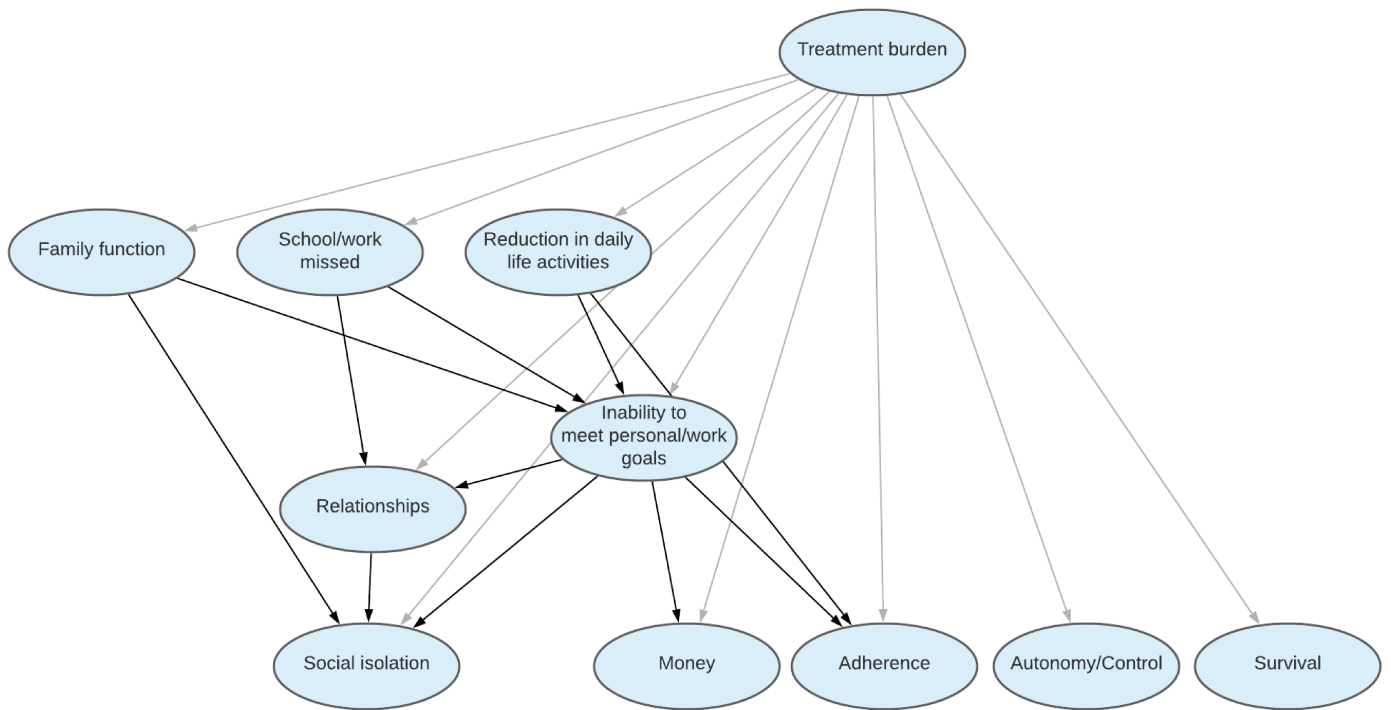 Treatment burden
Family function
School/work
missed
Reduction in daily
life activities
Inability to
meet personal/work
goals
Relationships
Social isolation
Money
Adherence
Autonomy/Control
Survival